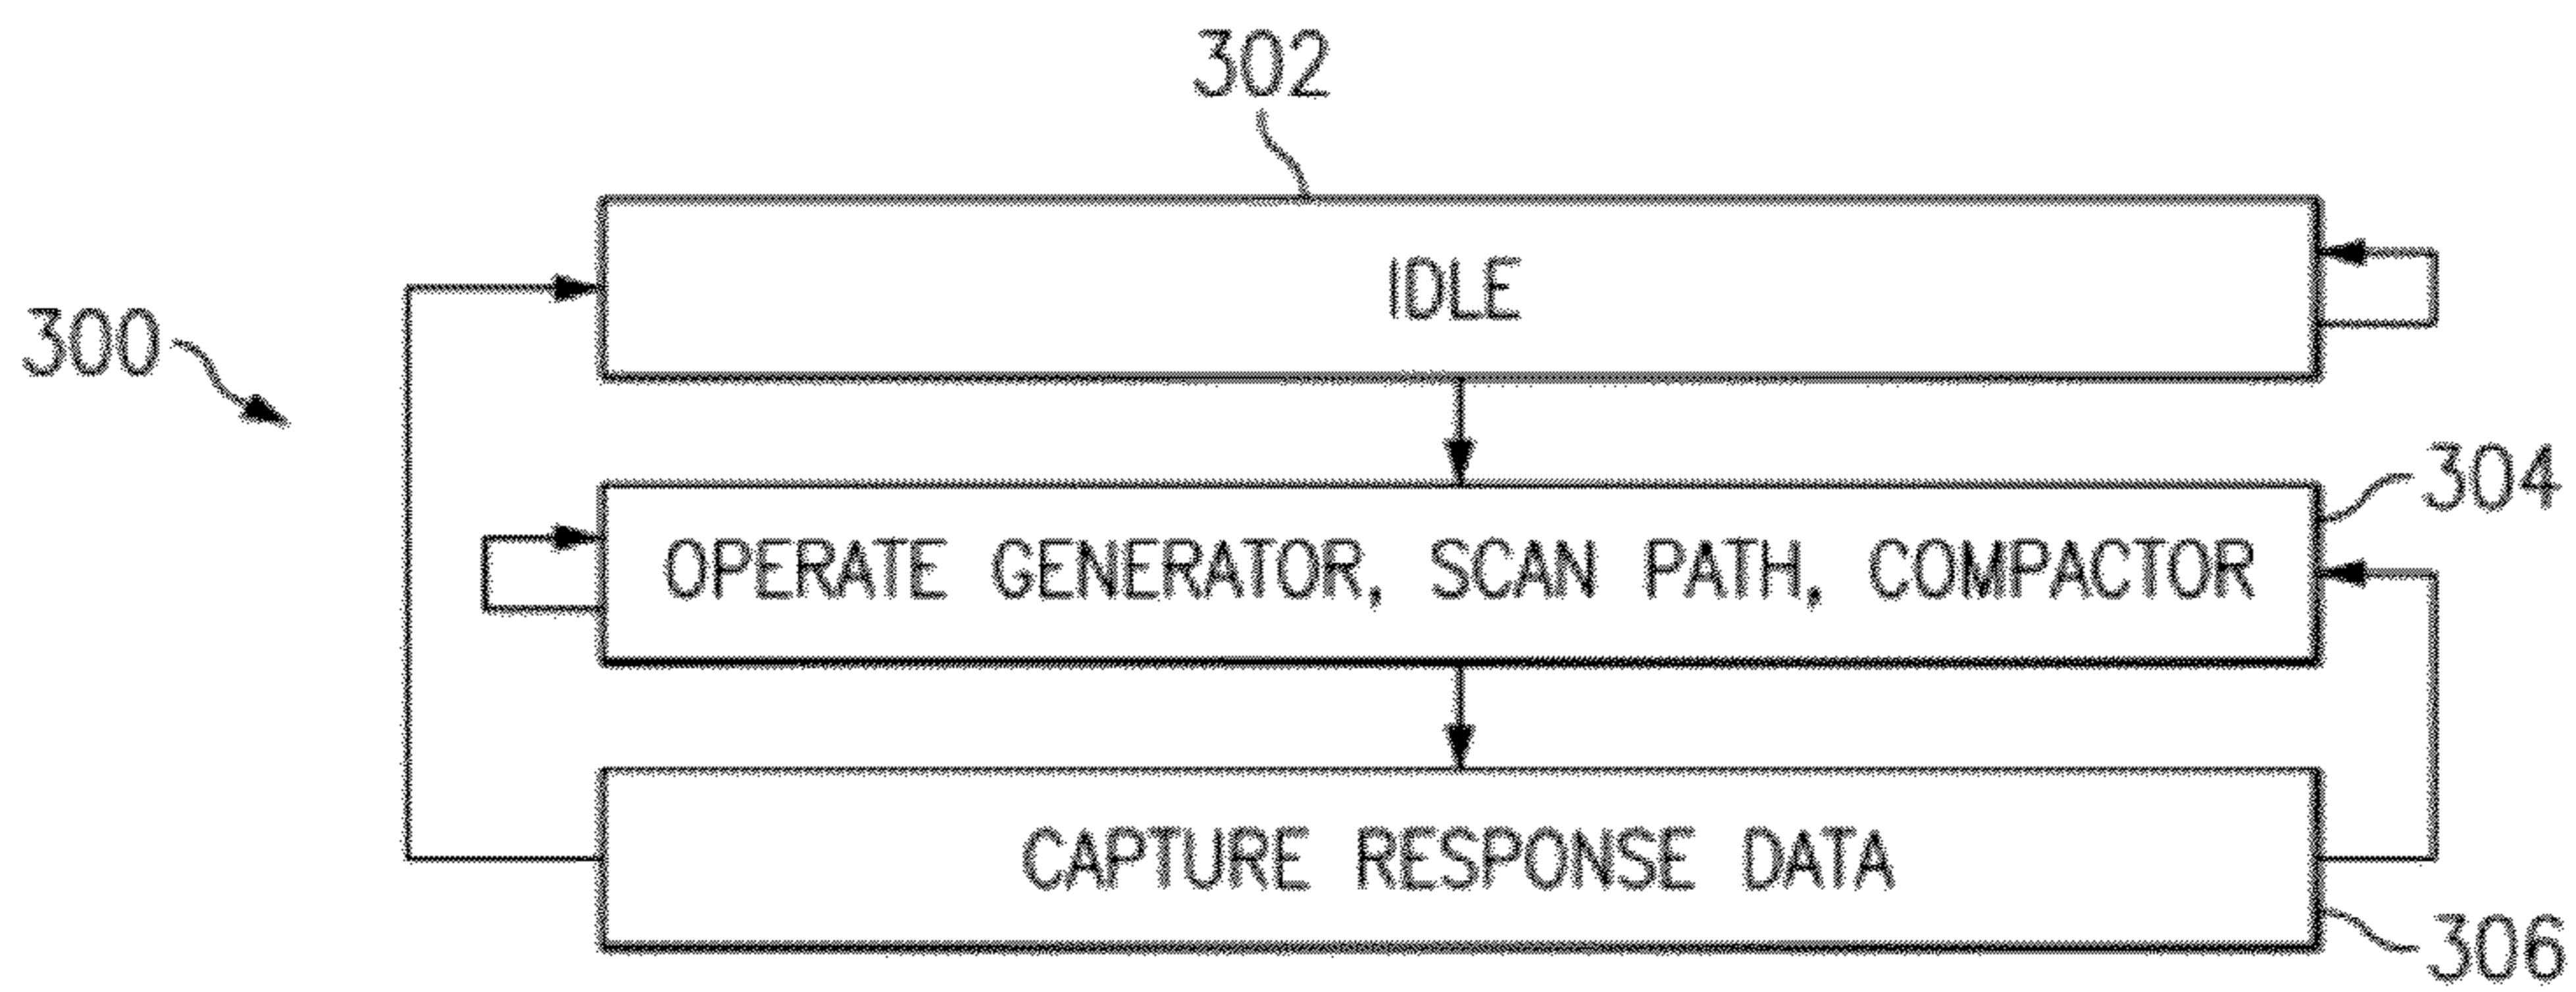 302
IDLE
300
304
OPERATE GENERATOR, SCAN PATH, COMPACTOR
CAPTURE RESPONSE DATA
306